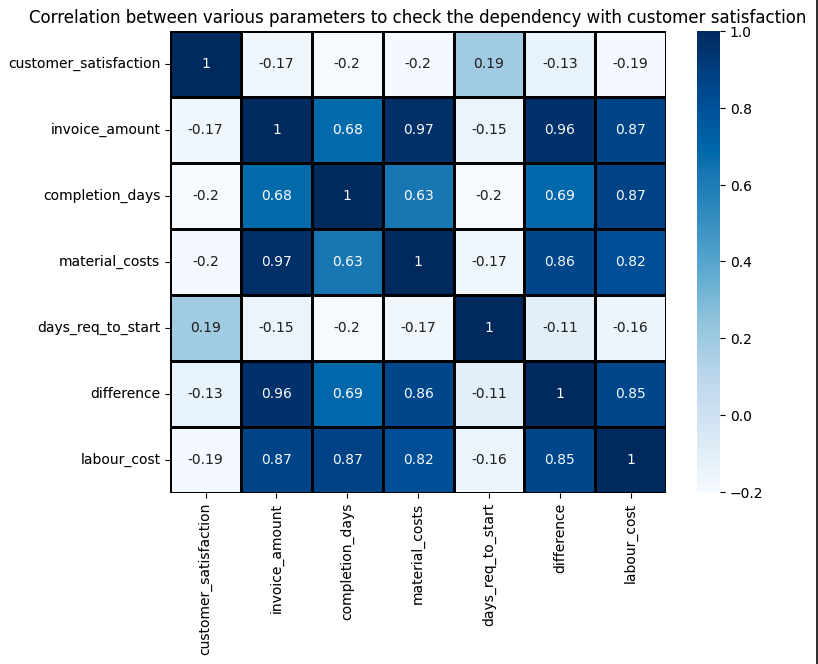 Correlation between various parameters to check the dependency with customer satisfaction
customer_satisfaction 1 -0.17 -0.2 -0.2 0.19 -0.13 -0.19
invoice_amount -0.17 1 0.68 0.97 -0.15 0.96 0.87
completion_days -0.2 0.68 1 0.63 -0.2 0.69 0.87
material_costs -0.2 0.97 0.63 1 -0.17 0.86 0.82
days_req_to_start 0.19 -0.15 -0.2 -0.17 1 -0.11 -0.16
difference -0.13 0.96 0.69 0.86 -0.11 1 0.85
labour_cost -0.19 0.87 0.87 0.82 -0.16 0.85 1
customer_satisfaction
invoice_amount
completion_days
material_costs
days_req_to_start
difference
labour_cost
1.0
0.8
0.6
0.4
0.2
0.0
−0.2